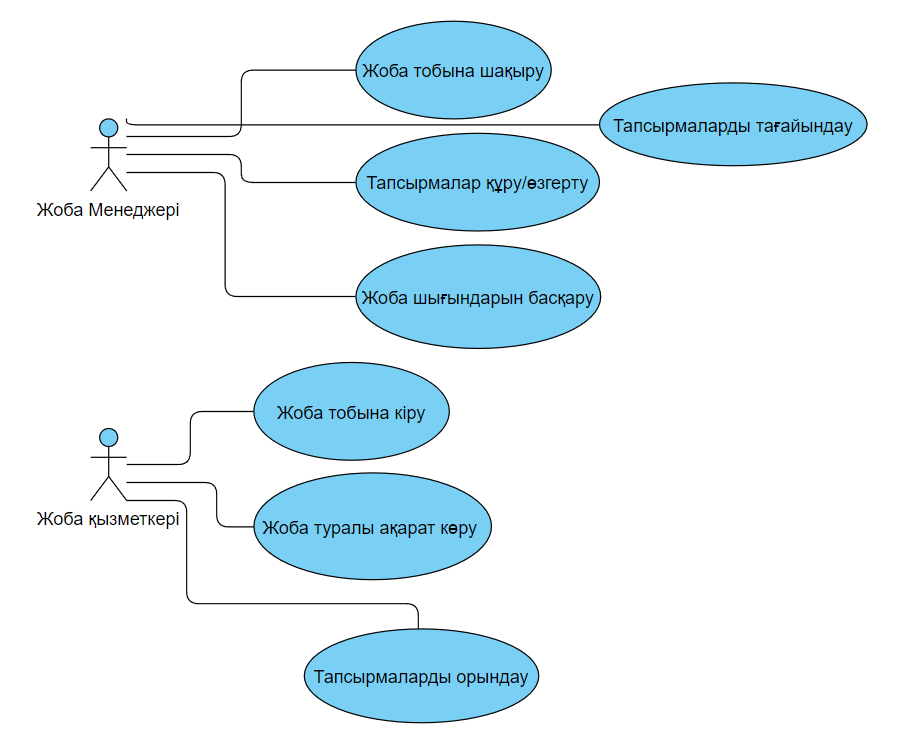 Жоба тобына шақыру
Тапсырмаларды тағайындау
Тапсырмалар құру/өзгерту
Жоба Менеджері
Жоба шығындарын басқару
Жоба тобына кіру
Жоба қызметкері
Жоба туралы ақарат көру
Тапсырмаларды орындау